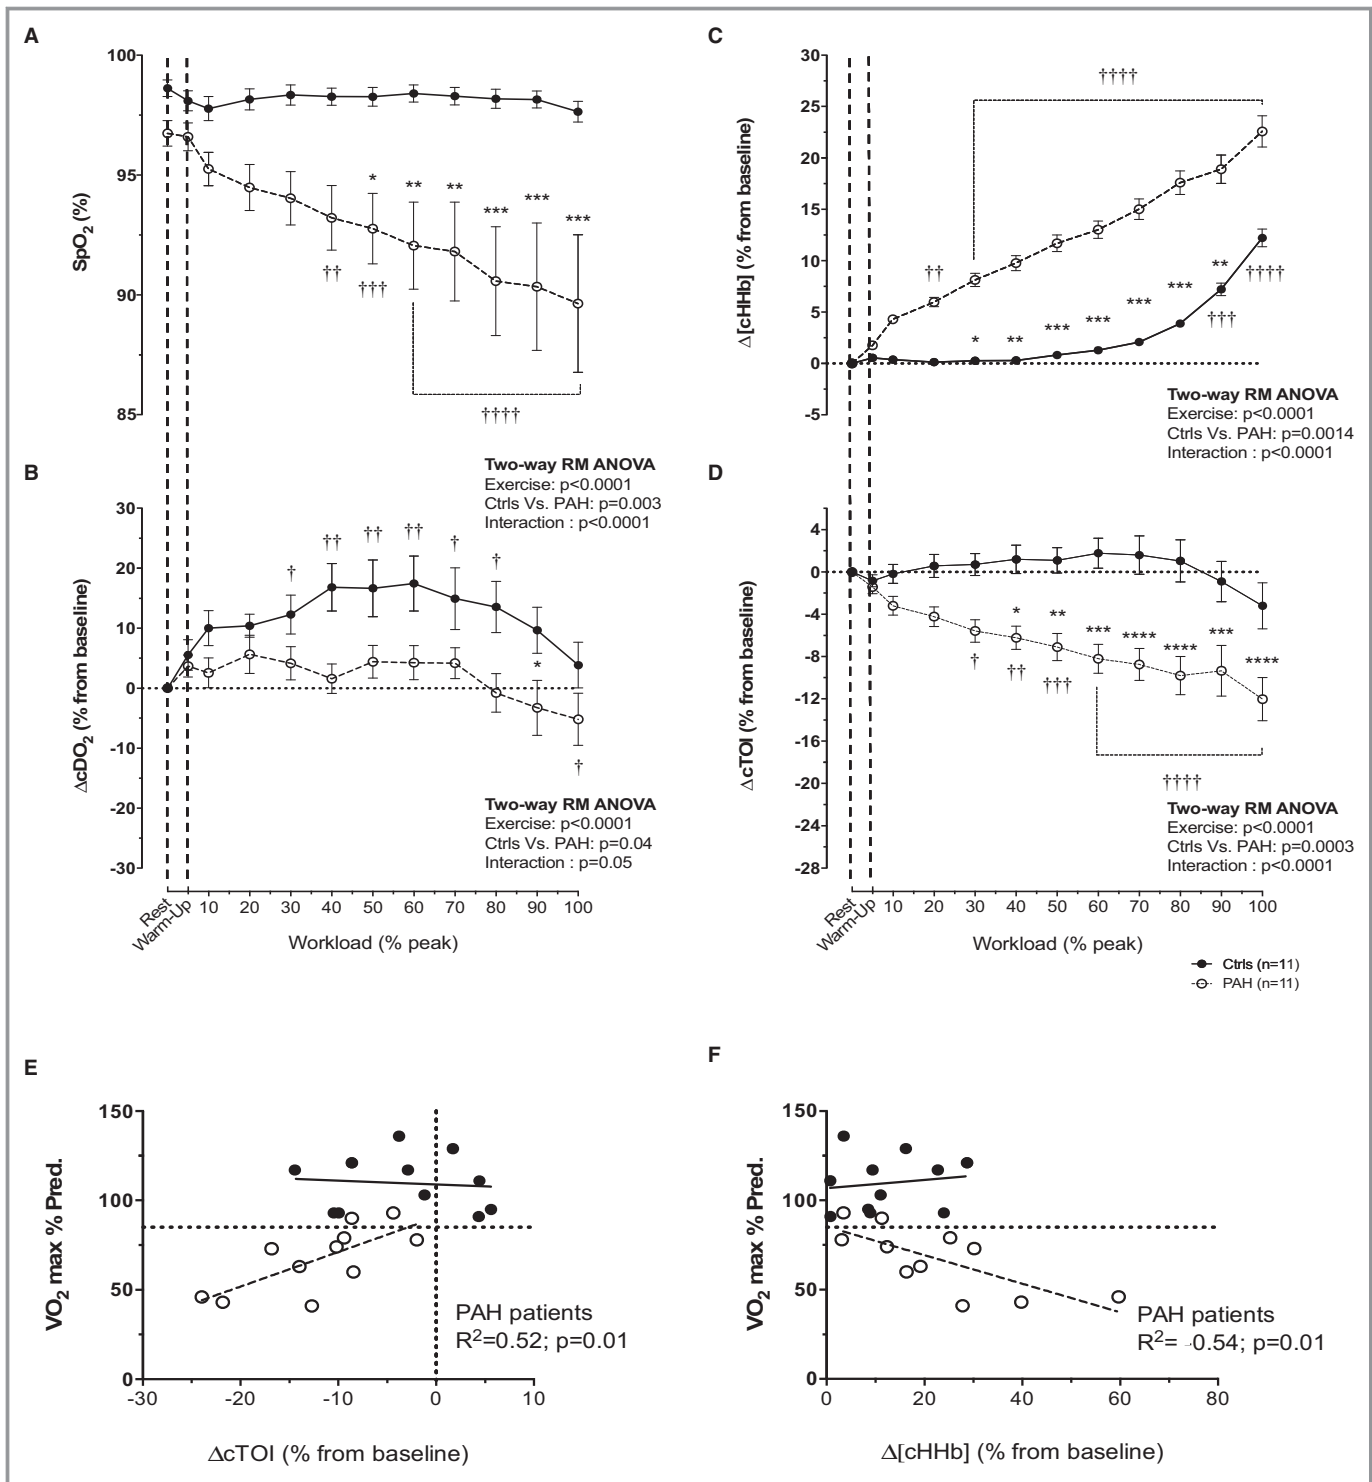 A
100
95
90
85
SpO2 (%)
*
**
**
***
***
***
††
†††
††††
Two-way RM ANOVA
Exercise: p<0.0001
Ctrls Vs. PAH: p=0.003
Interaction : p<0.0001
B
30
20
10
0
-10
-20
-30
ΔcDO2 (% from baseline)
†
††
††
††
†
†
*
†
Two-way RM ANOVA
Exercise: p<0.0001
Ctrls Vs. PAH: p=0.04
Interaction : p=0.05
Rest
Warm-Up
10 20 30 40 50 60 70 80 90 100
Workload (% peak)
C
30
25
20
15
10
5
0
-5
Δ[cHHb] (% from baseline)
††††
††
*
**
***
***
***
***
**
†††
††††
Two-way RM ANOVA
Exercise: p<0.0001
Ctrls Vs. PAH: p=0.0014
Interaction : p<0.0001
D
4
0
-4
-8
-12
-16
-20
-24
-28
ΔcTOI (% from baseline)
*
**
***
****
****
***
****
†
††
†††
††††
Two-way RM ANOVA
Exercise: p<0.0001
Ctrls Vs. PAH: p=0.0003
Interaction : p<0.0001
Rest
Warm-Up
10 20 30 40 50 60 70 80 90 100
Workload (% peak)
Ctrls (n=11)
PAH (n=11)
E
150
100
50
0
VO2 max % Pred.
PAH patients
R2=0.52; p=0.01
-30 -20 -10 0 10
ΔcTOI (% from baseline)
F
150
100
50
0
VO2 max % Pred.
PAH patients
R2= -0.54; p=0.01
0 20 40 60 80
Δ[cHHb] (% from baseline)